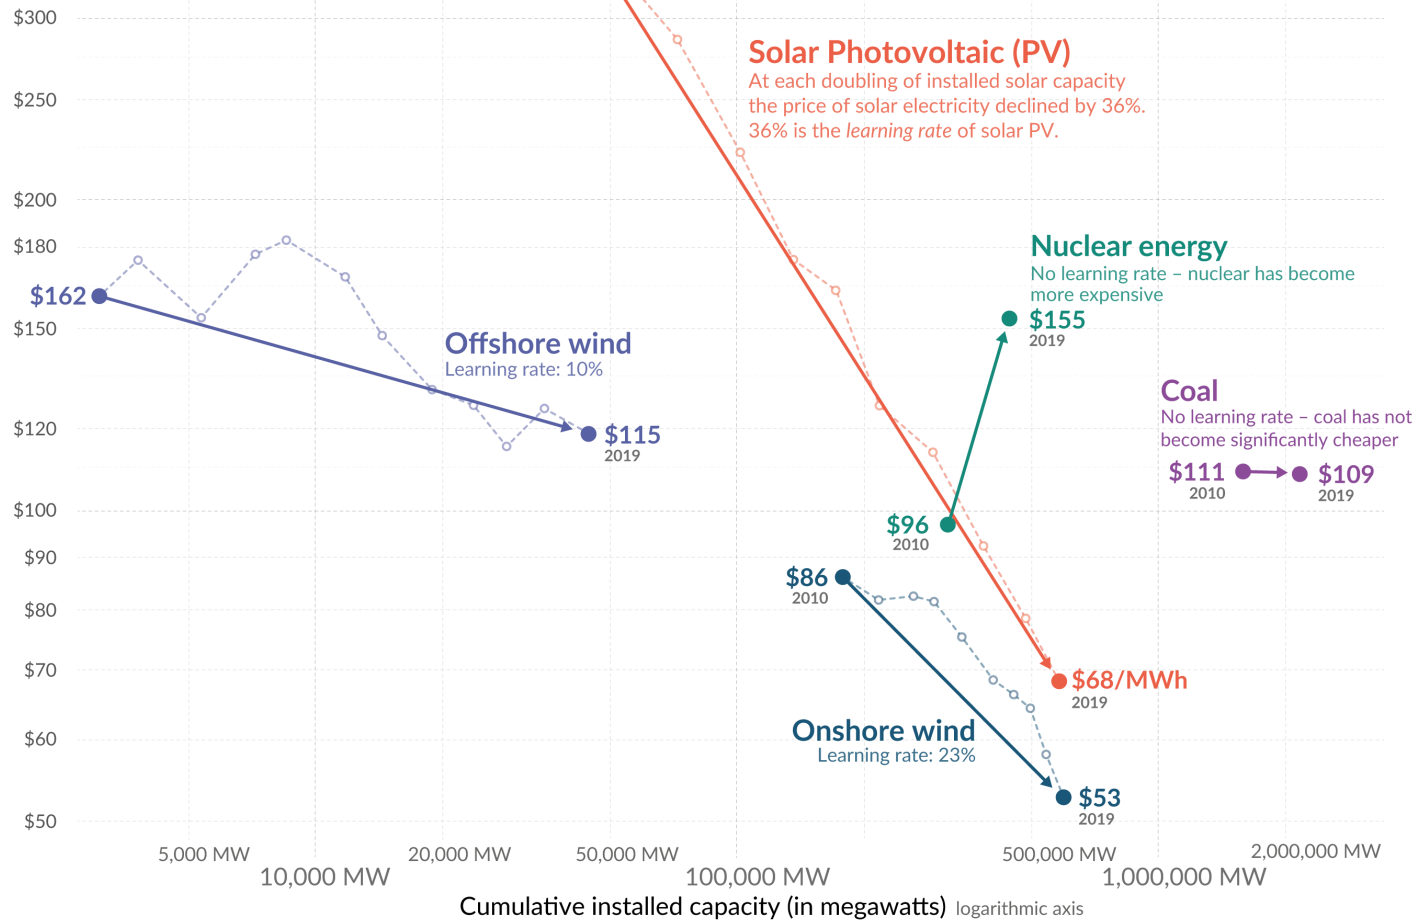 $300
Solar Photovoltaic (PV)
At each doubling of installed solar capacity
the price of solar electricity declined by 36%.
36% is the learning rate of solar PV.
$250
$200
$180
Nuclear energy
No learning rate – nuclear has become
more expensive
$162
$155
2019
$150
Offshore wind
Learning rate: 10%
Coal
No learning rate – coal has not
become significantly cheaper
$120
$115
2019
$111
2010
$109
2019
$100
$96
2010
$90
$86
2010
$80
$70
$68/MWh
2019
Onshore wind
Learning rate: 23%
$60
$53
2019
$50
5,000 MW
10,000 MW
20,000 MW
50,000 MW
100,000 MW
500,000 MW
1,000,000 MW
2,000,000 MW
Cumulative installed capacity (in megawatts) logarithmic axis